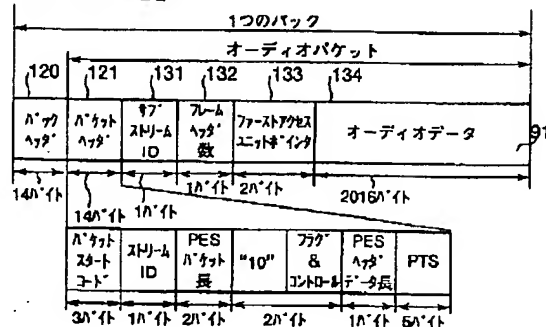 1つのパック
オーディオパケット
120 121 131 132 133 134
パック
ヘッダ
パケット
ヘッダ
サブ
ストリーム
ID
フレーム
ヘッダ
数
ファーストアクセス
ユニットポインタ
オーディオデータ
91
14バイト
14バイト
1バイト
1バイト
2バイト
2016バイト
パケット
スタート
コード
ストリーム
ID
PES
パケット
長
"10"
フラグ
&
コントロール
PES
ヘッダ
データ長
PTS
3バイト
1バイト
2バイト
2バイト
1バイト
5バイト